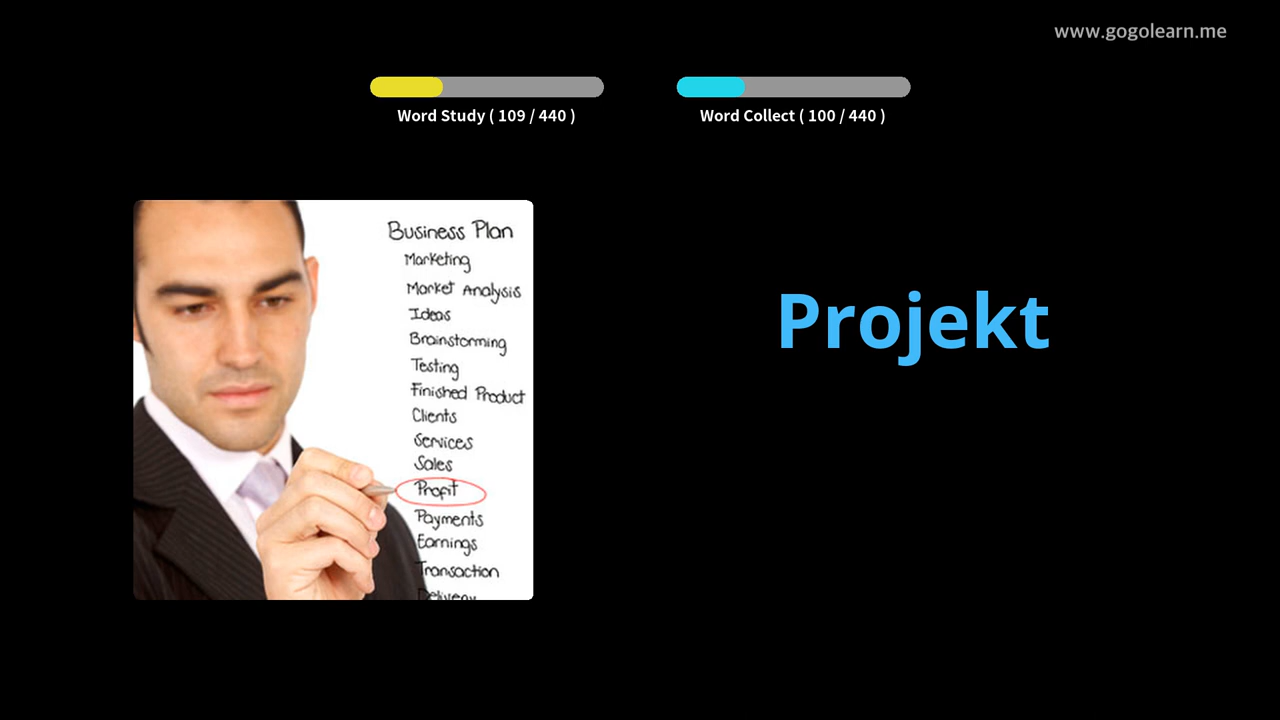 www.gogolearn.me
Word Study ( 109 / 440 )
Word Collect ( 100 / 440 )
Business Plan
Marketing
Market Analysis
Ideas
Brainstorming
Testing
Finished Product
Clients
Services
Sales
Profit
Payments
Earnings
Transaction
Delivery
Projekt